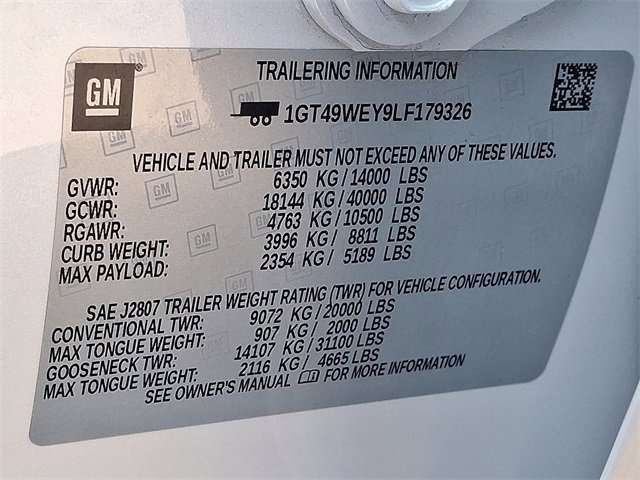 GM
®
TRAILERING INFORMATION
1GT49WEY9LF179326
VEHICLE AND TRAILER MUST NOT EXCEED ANY OF THESE VALUES.
GVWR: 6350 KG / 14000 LBS
GCWR: 18144 KG / 40000 LBS
RGAWR: 4763 KG / 10500 LBS
CURB WEIGHT: 3996 KG / 8811 LBS
MAX PAYLOAD: 2354 KG / 5189 LBS
SAE J2807 TRAILER WEIGHT RATING (TWR) FOR VEHICLE CONFIGURATION.
CONVENTIONAL TWR: 9072 KG / 20000 LBS
MAX TONGUE WEIGHT: 907 KG / 2000 LBS
GOOSENECK TWR: 14107 KG / 31100 LBS
MAX TONGUE WEIGHT: 2116 KG / 4665 LBS
SEE OWNER'S MANUAL FOR MORE INFORMATION